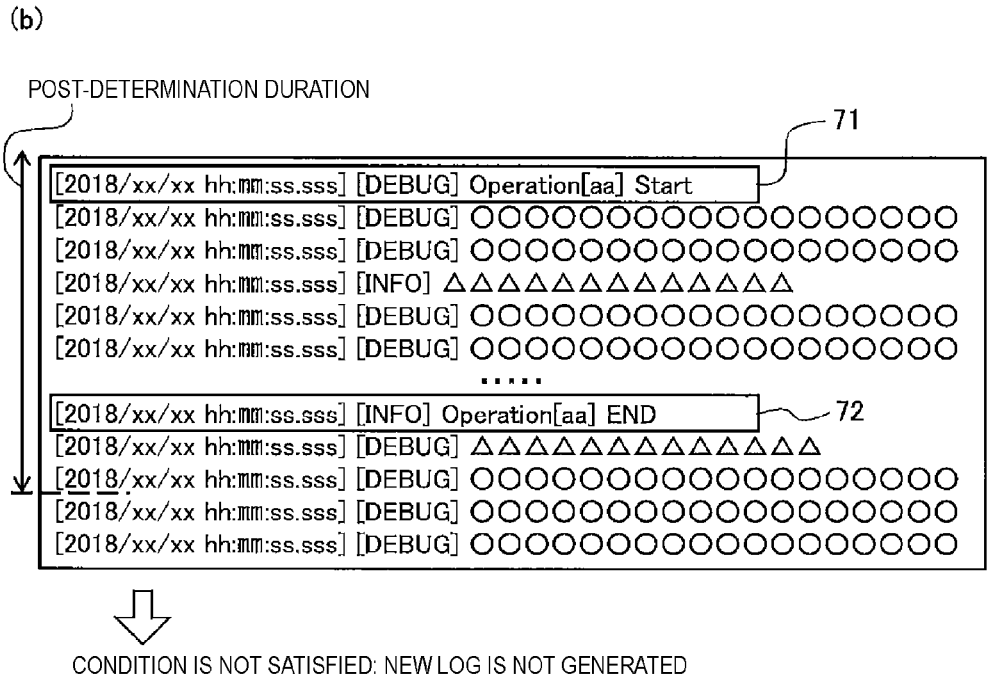 (b)
POST-DETERMINATION DURATION
71
[2018/xx/xx hh:mm:ss.sss] [DEBUG] Operation[aa] Start
[2018/xx/xx hh:mm:ss.sss] [DEBUG] ○○○○○○○○○○○○○○○○○○
[2018/xx/xx hh:mm:ss.sss] [DEBUG] ○○○○○○○○○○○○○○○○○○
[2018/xx/xx hh:mm:ss.sss] [INFO] △△△△△△△△△△△△△
[2018/xx/xx hh:mm:ss.sss] [DEBUG] ○○○○○○○○○○○○○○○○○○
[2018/xx/xx hh:mm:ss.sss] [DEBUG] ○○○○○○○○○○○○○○○○○○
.....
[2018/xx/xx hh:mm:ss.sss] [INFO] Operation[aa] END
72
[2018/xx/xx hh:mm:ss.sss] [DEBUG] △△△△△△△△△△△△△
[2018/xx/xx hh:mm:ss.sss] [DEBUG] ○○○○○○○○○○○○○○○○○○
[2018/xx/xx hh:mm:ss.sss] [DEBUG] ○○○○○○○○○○○○○○○○○○
[2018/xx/xx hh:mm:ss.sss] [DEBUG] ○○○○○○○○○○○○○○○○○○
CONDITION IS NOT SATISFIED: NEW LOG IS NOT GENERATED